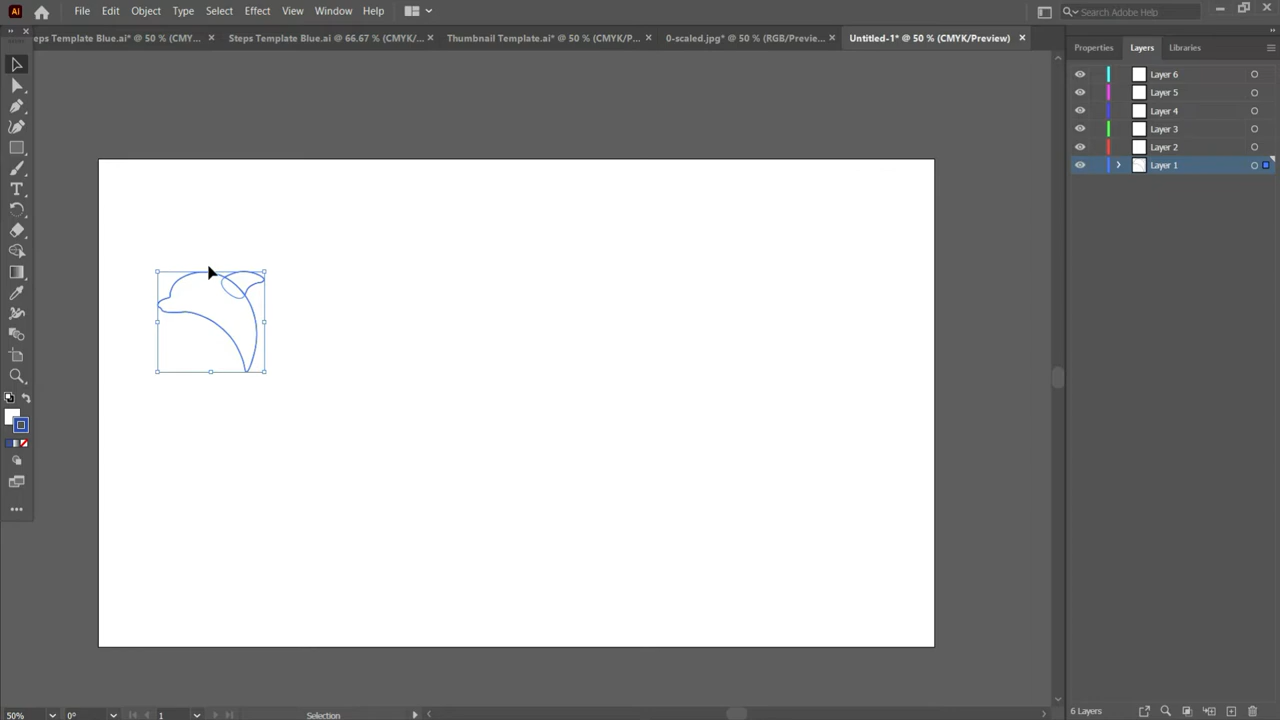 Ai File Edit Object Type Select Effect View Window Help Search Adobe Help
eps Template Blue.ai* @ 50 % (CMY... × Steps Template Blue.ai @ 66.67 % (CMYK/... × Thumbnail Template.ai* @ 50 % (CMYK/P... × 0-scaled.jpg* @ 50 % (RGB/Previe... × Untitled-1* @ 50 % (CMYK/Preview) ×
Properties Layers Libraries
Layer 6
Layer 5
Layer 4
Layer 3
Layer 2
Layer 1
50% 0° 1 Selection 6 Layers